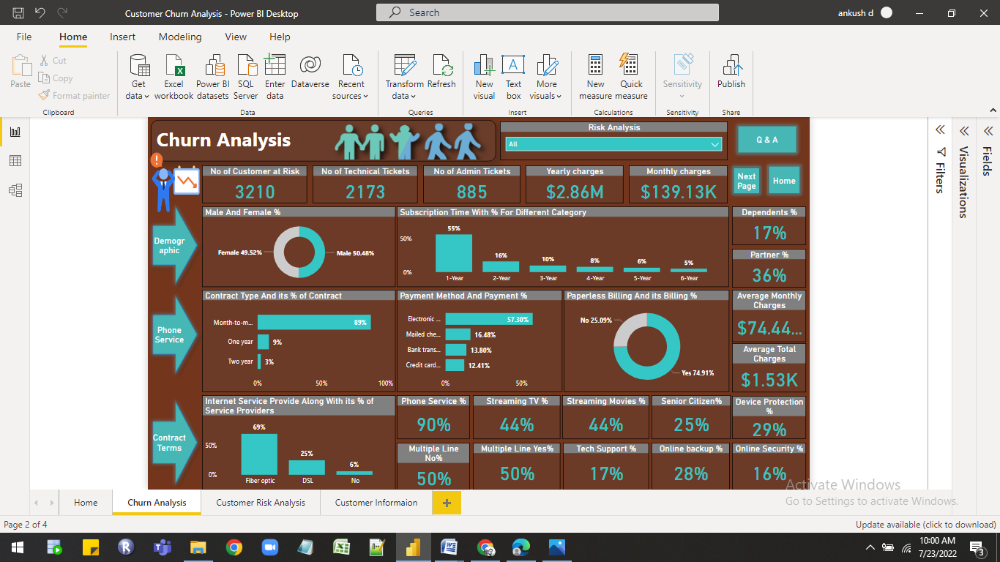 Customer Churn Analysis - Power BI Desktop
Search
ankush d
File Home Insert Modeling View Help
Paste
Cut
Copy
Format painter
Clipboard
Get data
Excel workbook
Power BI datasets
SQL Server
Enter data
Dataverse
Recent sources
Data
Transform data
Refresh
Queries
New visual
Text box
More visuals
Insert
New measure
Quick measure
Calculations
Sensitivity
Sensitivity
Publish
Share
Churn Analysis
Risk Analysis
All
Q & A
No of Customer at Risk
3210
No of Technical Tickets
2173
No of Admin Tickets
885
Yearly charges
$2.86M
Monthly charges
$139.13K
Next
Page
Home
Demogr
aphic
Male And Female %
Female 49.52%
Male 50.48%
Subscription Time With % For Different Category
50%
0%
55%
16%
10%
8%
6%
5%
1-Year 2-Year 3-Year 4-Year 5-Year 6-Year
Dependents %
17%
Partner %
36%
Phone
Service
Contract Type And its % of Contract
Month-to-m... 89%
One year 9%
Two year 3%
0% 50% 100%
Payment Method And Payment %
Electronic ... 57.30%
Mailed che... 16.48%
Bank trans... 13.80%
Credit card... 12.41%
0% 50%
Paperless Billing And its Billing %
No 25.09%
Yes 74.91%
Average Monthly
Charges
$74.44...
Average Total
Charges
$1.53K
Contract
Terms
Internet Service Provide Along With its % of
Service Providers
50%
0%
69%
25%
6%
Fiber optic DSL No
Phone Service %
90%
Streaming TV %
44%
Streaming Movies %
44%
Senior Citizen%
25%
Device Protection
%
29%
Multiple Line
No%
50%
Multiple Line Yes%
50%
Tech Support %
17%
Online backup %
28%
Online Security %
16%
Filters
Visualizations
Fields
Activate Windows
Go to Settings to activate Windows.
Home Churn Analysis Customer Risk Analysis Customer Informaion +
Page 2 of 4
Update available (click to download)
10:00 AM
7/23/2022
3